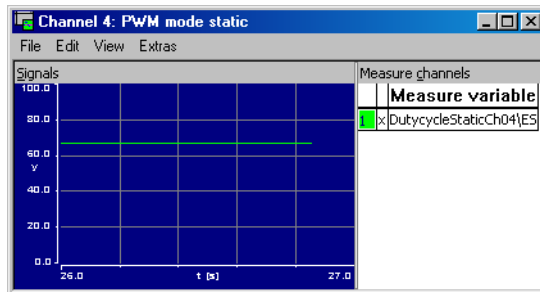 Channel 4: PWM mode static
File Edit View Extras
Signals
Measure channels
100.0
80.0
60.0
Y
40.0
20.0
0.0
26.0 t [s] 27.0
Measure variable
1 x DutycycleStaticCh04\ES